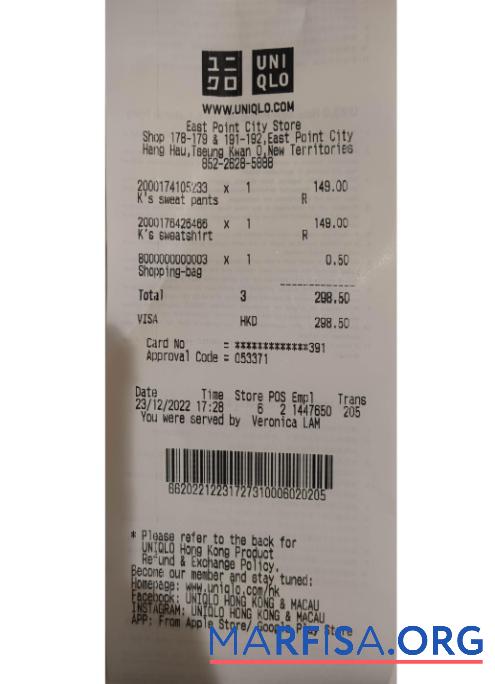 ユニ
クロ
UNI
QLO
WWW.UNIQLO.COM
East Point City Store
Shop 178-179 & 191-192,East Point City
Hang Hau,Tseung Kwan O,New Territories
852-2628-5888
2000174105233 x 1 149.00
K's sweat pants R
2000176426466 x 1 149.00
K's sweatshirt R
8000000000003 x 1 0.50
Shopping-bag
Total 3 298.50
VISA HKD 298.50
Card No = *************391
Approval Code = 053371
Date Time Store POS Empl Trans
23/12/2022 17:28 6 2 1447650 205
You were served by Veronica LAM
66202212231727310006020205
* Please refer to the back for
UNIQLO Hong Kong Product
Refund & Exchange Policy.
Become our member and stay tuned:
Homepage: www.uniqlo.com/hk
Facebook: UNIQLO HONG KONG & MACAU
INSTAGRAM: UNIQLO HONG KONG & MACAU
APP: From Apple Store/ Google Play Store
MARFISA.ORG